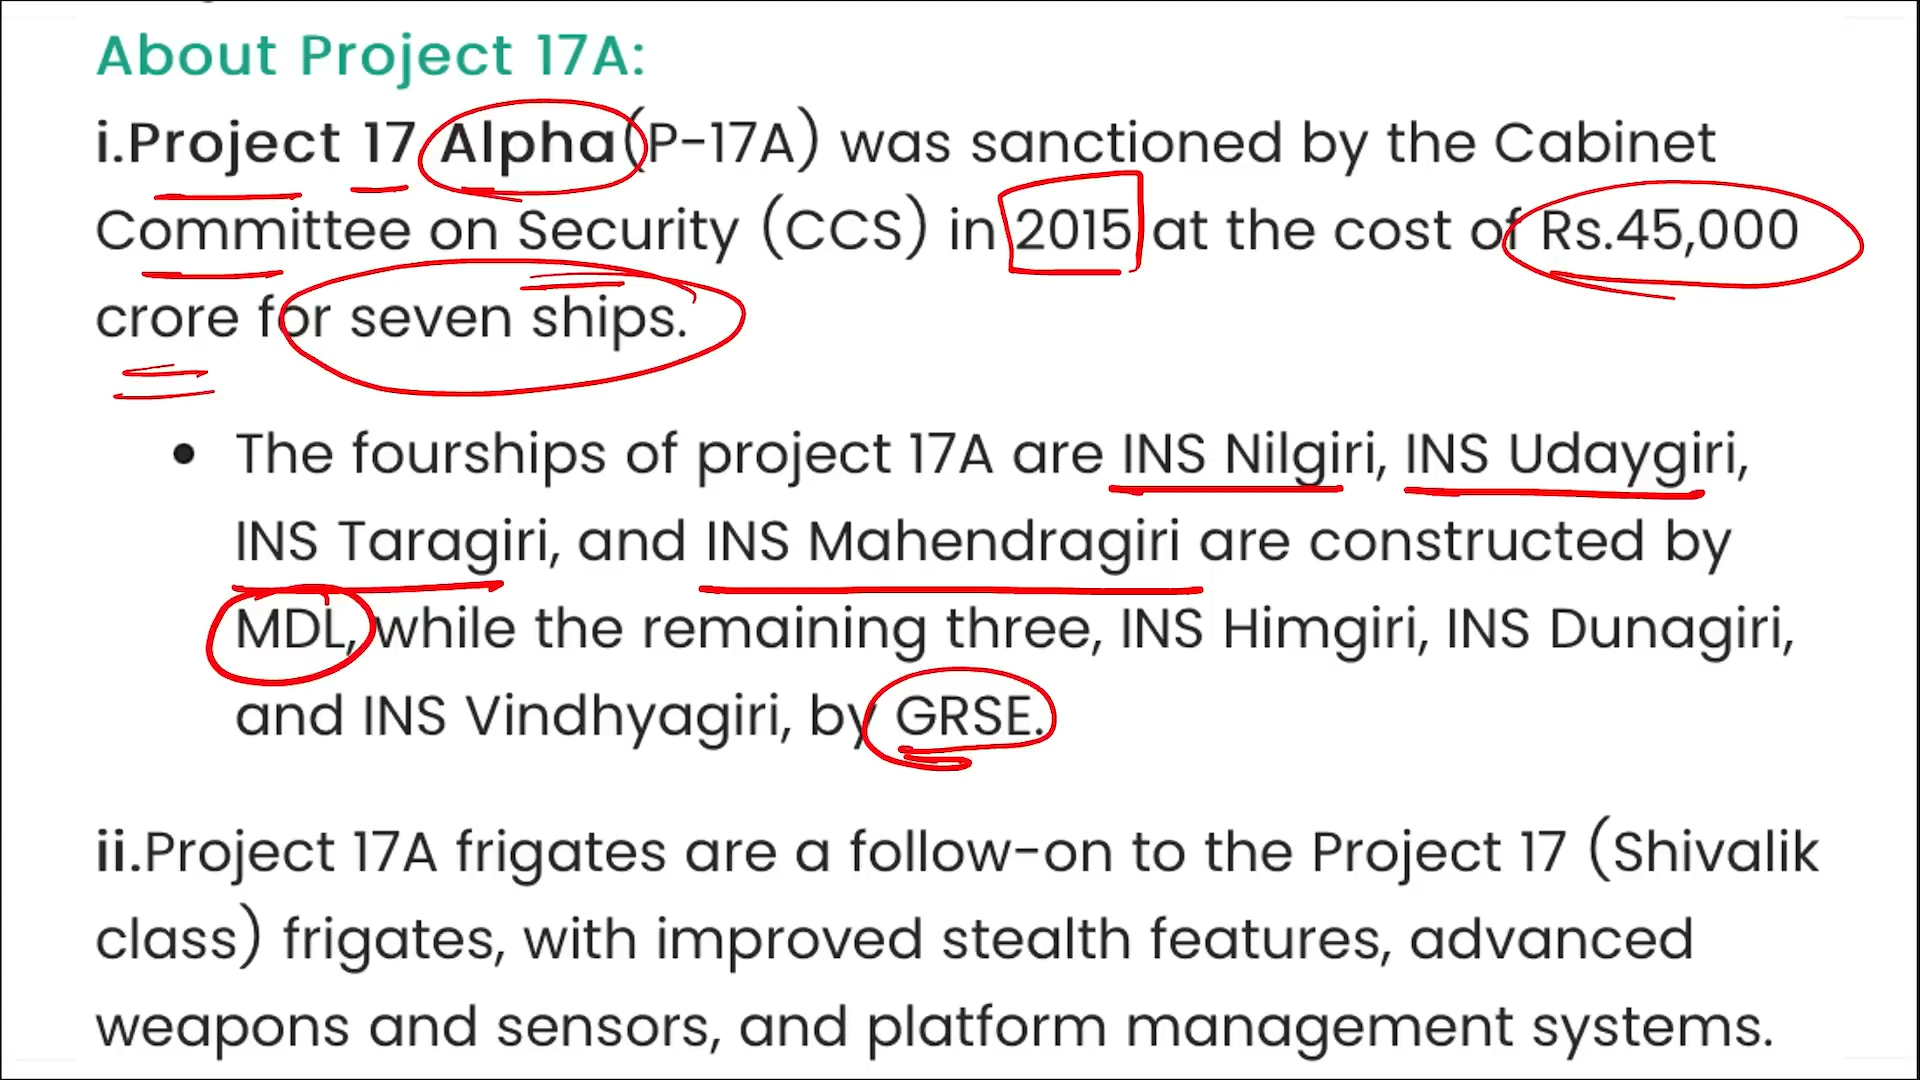 About Project 17A:
i.Project 17 Alpha(P-17A) was sanctioned by the Cabinet
Committee on Security (CCS) in 2015 at the cost of Rs.45,000
crore for seven ships.
• The fourships of project 17A are INS Nilgiri, INS Udaygiri,
INS Taragiri, and INS Mahendragiri are constructed by
MDL, while the remaining three, INS Himgiri, INS Dunagiri,
and INS Vindhyagiri, by GRSE.
ii.Project 17A frigates are a follow-on to the Project 17 (Shivalik
class) frigates, with improved stealth features, advanced
weapons and sensors, and platform management systems.